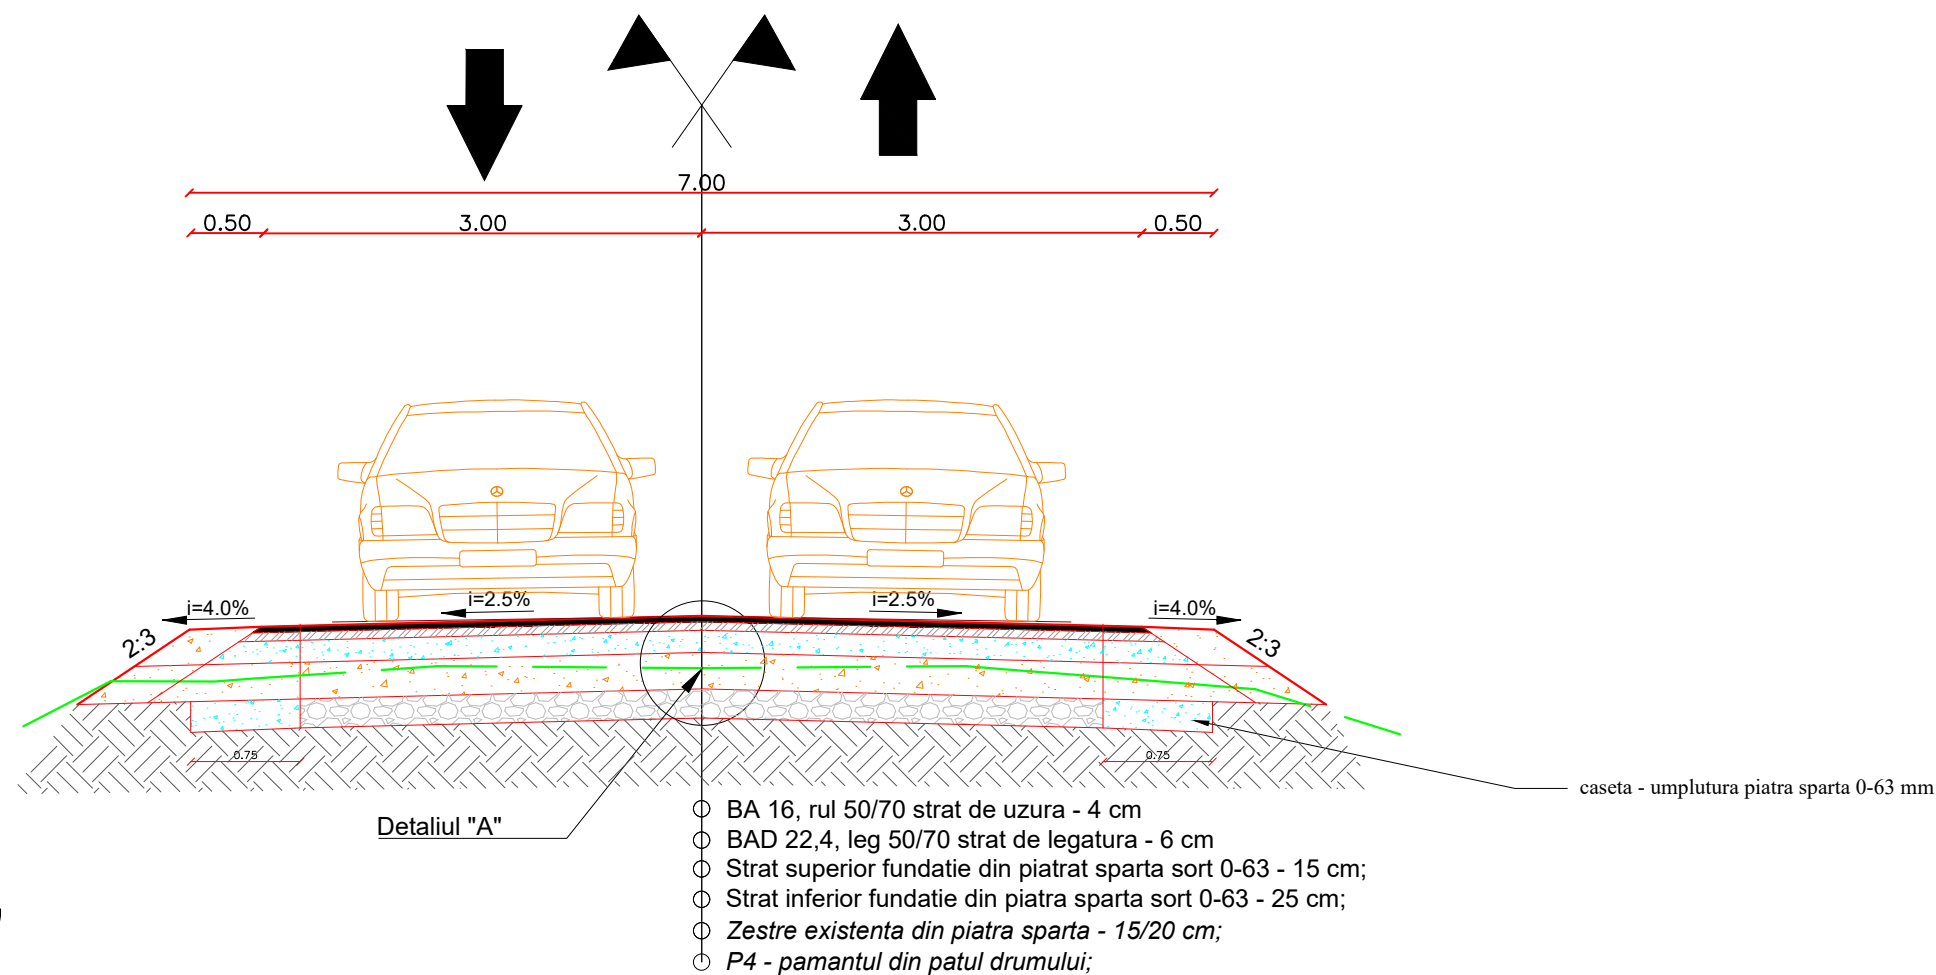 7.00
0.50 3.00 3.00 0.50
i=4.0% i=2.5% i=2.5% i=4.0%
2:3 2:3
0.75 0.75
caseta - umplutura piatra sparta 0-63 mm
Detaliul "A"
BA 16, rul 50/70 strat de uzura - 4 cm
BAD 22,4, leg 50/70 strat de legatura - 6 cm
Strat superior fundatie din piatrat sparta sort 0-63 - 15 cm;
Strat inferior fundatie din piatra sparta sort 0-63 - 25 cm;
Zestre existenta din piatra sparta - 15/20 cm;
P4 - pamantul din patul drumului;